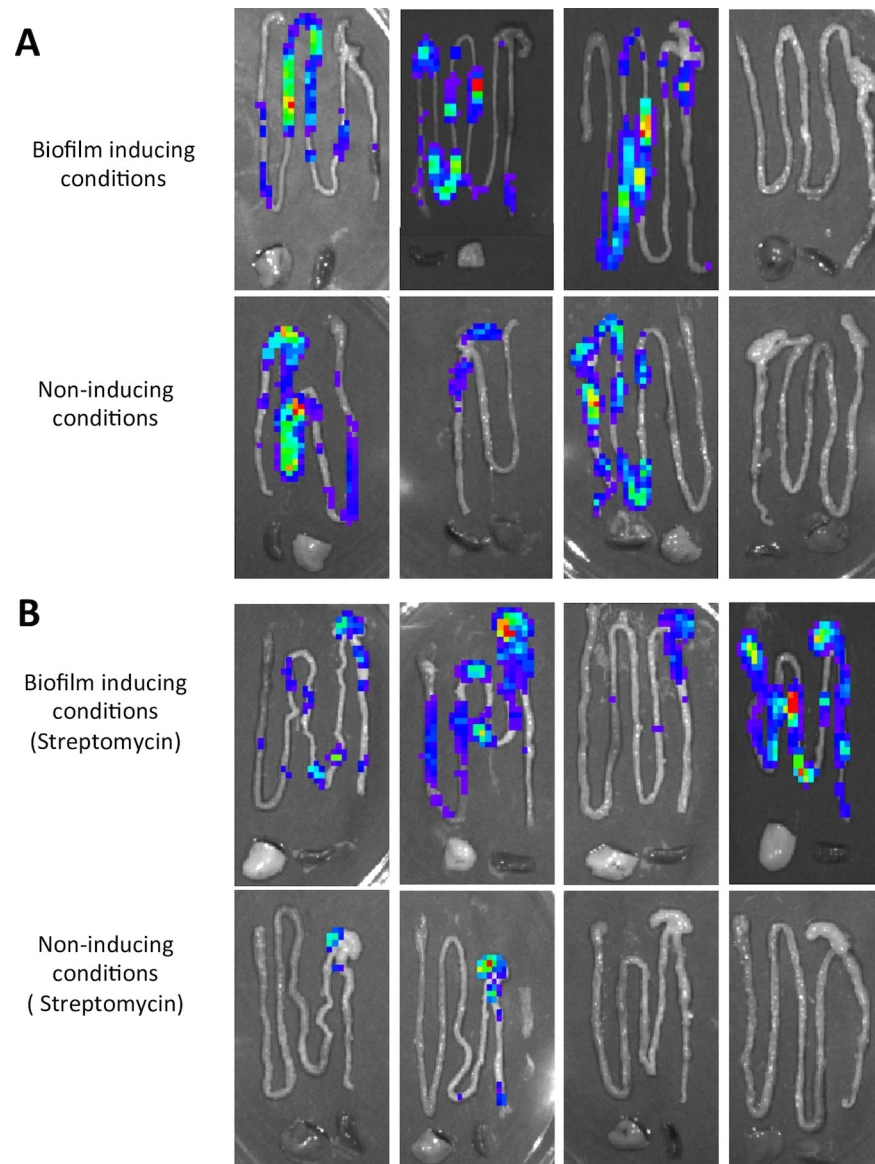 A
Biofilm inducing
conditions
Non-inducing
conditions
B
Biofilm inducing
conditions
(Streptomycin)
Non-inducing
conditions
( Streptomycin)